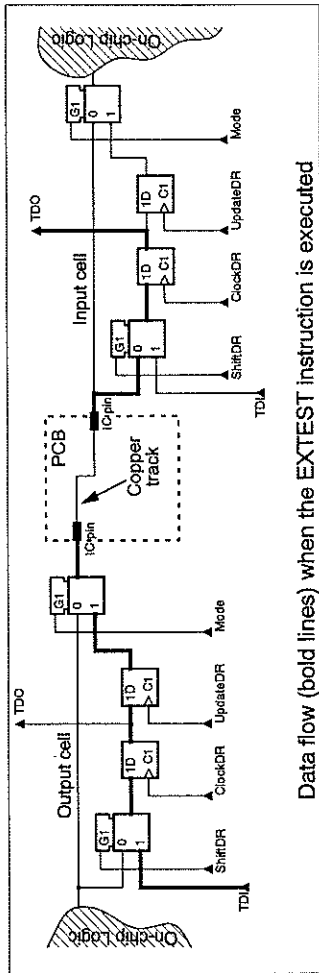 On-chip Logic
Output cell
TDO
G1
0
1
ShiftDR
TDI
1D
C1
ClockDR
1D
C1
UpdateDR
G1
0
1
Mode
IC pin
PCB
Copper
track
IC pin
Input cell
TDO
G1
0
1
ShiftDR
TDI
1D
C1
ClockDR
1D
C1
UpdateDR
G1
0
1
Mode
On-chip Logic
Data flow (bold lines) when the EXTEST instruction is executed